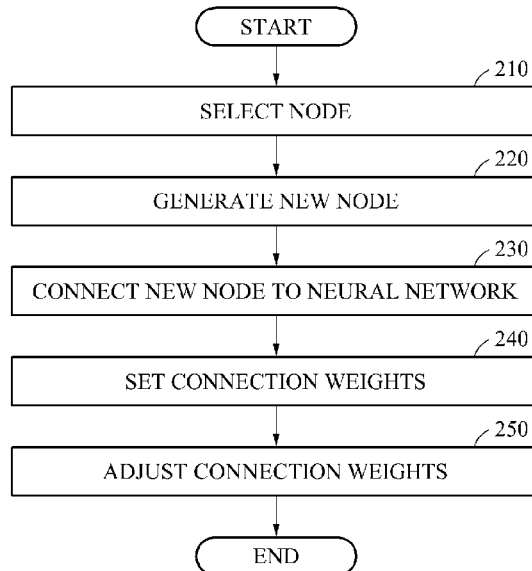 START
210
SELECT NODE
220
GENERATE NEW NODE
230
CONNECT NEW NODE TO NEURAL NETWORK
240
SET CONNECTION WEIGHTS
250
ADJUST CONNECTION WEIGHTS
END